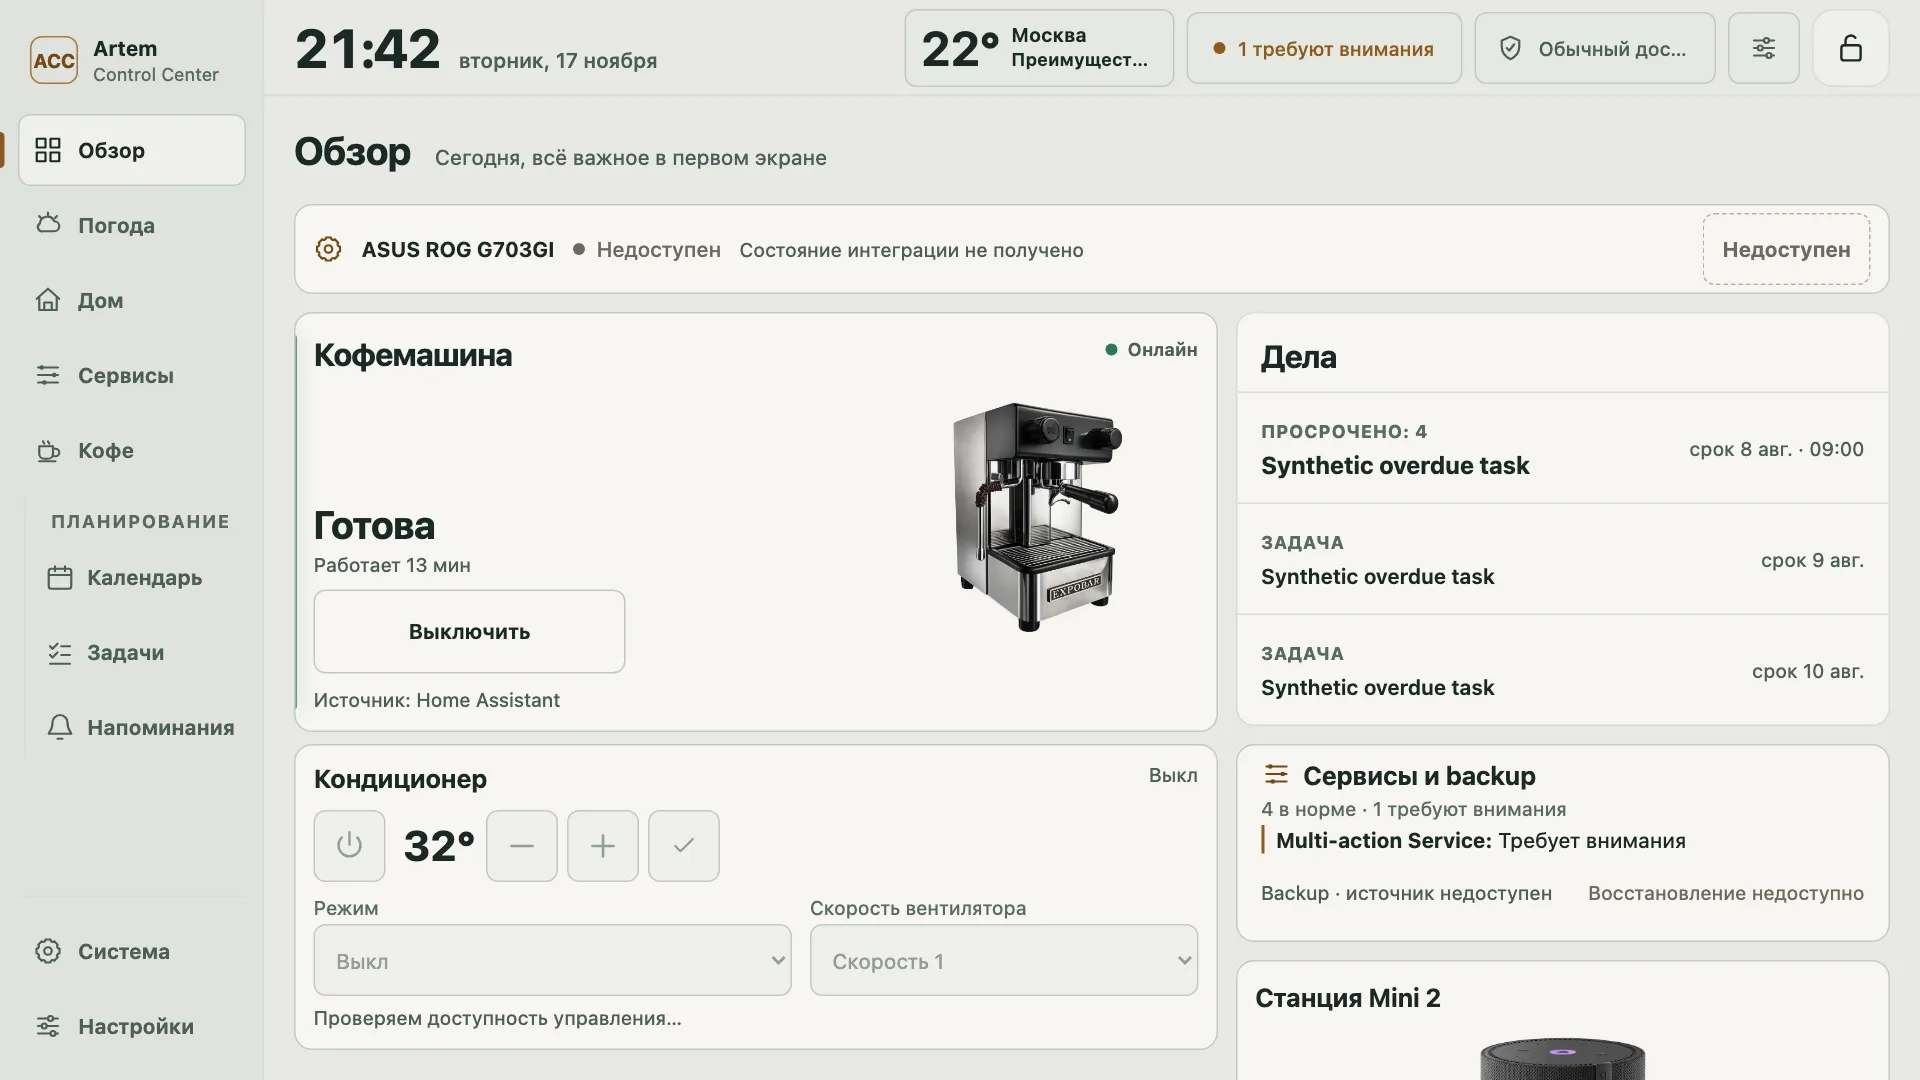 ACC
Artem
Control Center
Обзор
Погода
Дом
Сервисы
Кофе
ПЛАНИРОВАНИЕ
Календарь
Задачи
Напоминания
Система
Настройки
21:42
вторник, 17 ноября
22°
Москва
Преимущест...
1 требуют внимания
Обычный дос...
Обзор
Сегодня, всё важное в первом экране
ASUS ROG G703GI
Недоступен
Состояние интеграции не получено
Недоступен
Кофемашина
Онлайн
EXPOBAR
Готова
Работает 13 мин
Выключить
Источник: Home Assistant
Кондиционер
Выкл
32°
Режим
Выкл
Скорость вентилятора
Скорость 1
Проверяем доступность управления...
Дела
ПРОСРОЧЕНО: 4
Synthetic overdue task
срок 8 авг. · 09:00
ЗАДАЧА
Synthetic overdue task
срок 9 авг.
ЗАДАЧА
Synthetic overdue task
срок 10 авг.
Сервисы и backup
4 в норме · 1 требуют внимания
Multi-action Service: Требует внимания
Backup · источник недоступен
Восстановление недоступно
Станция Mini 2